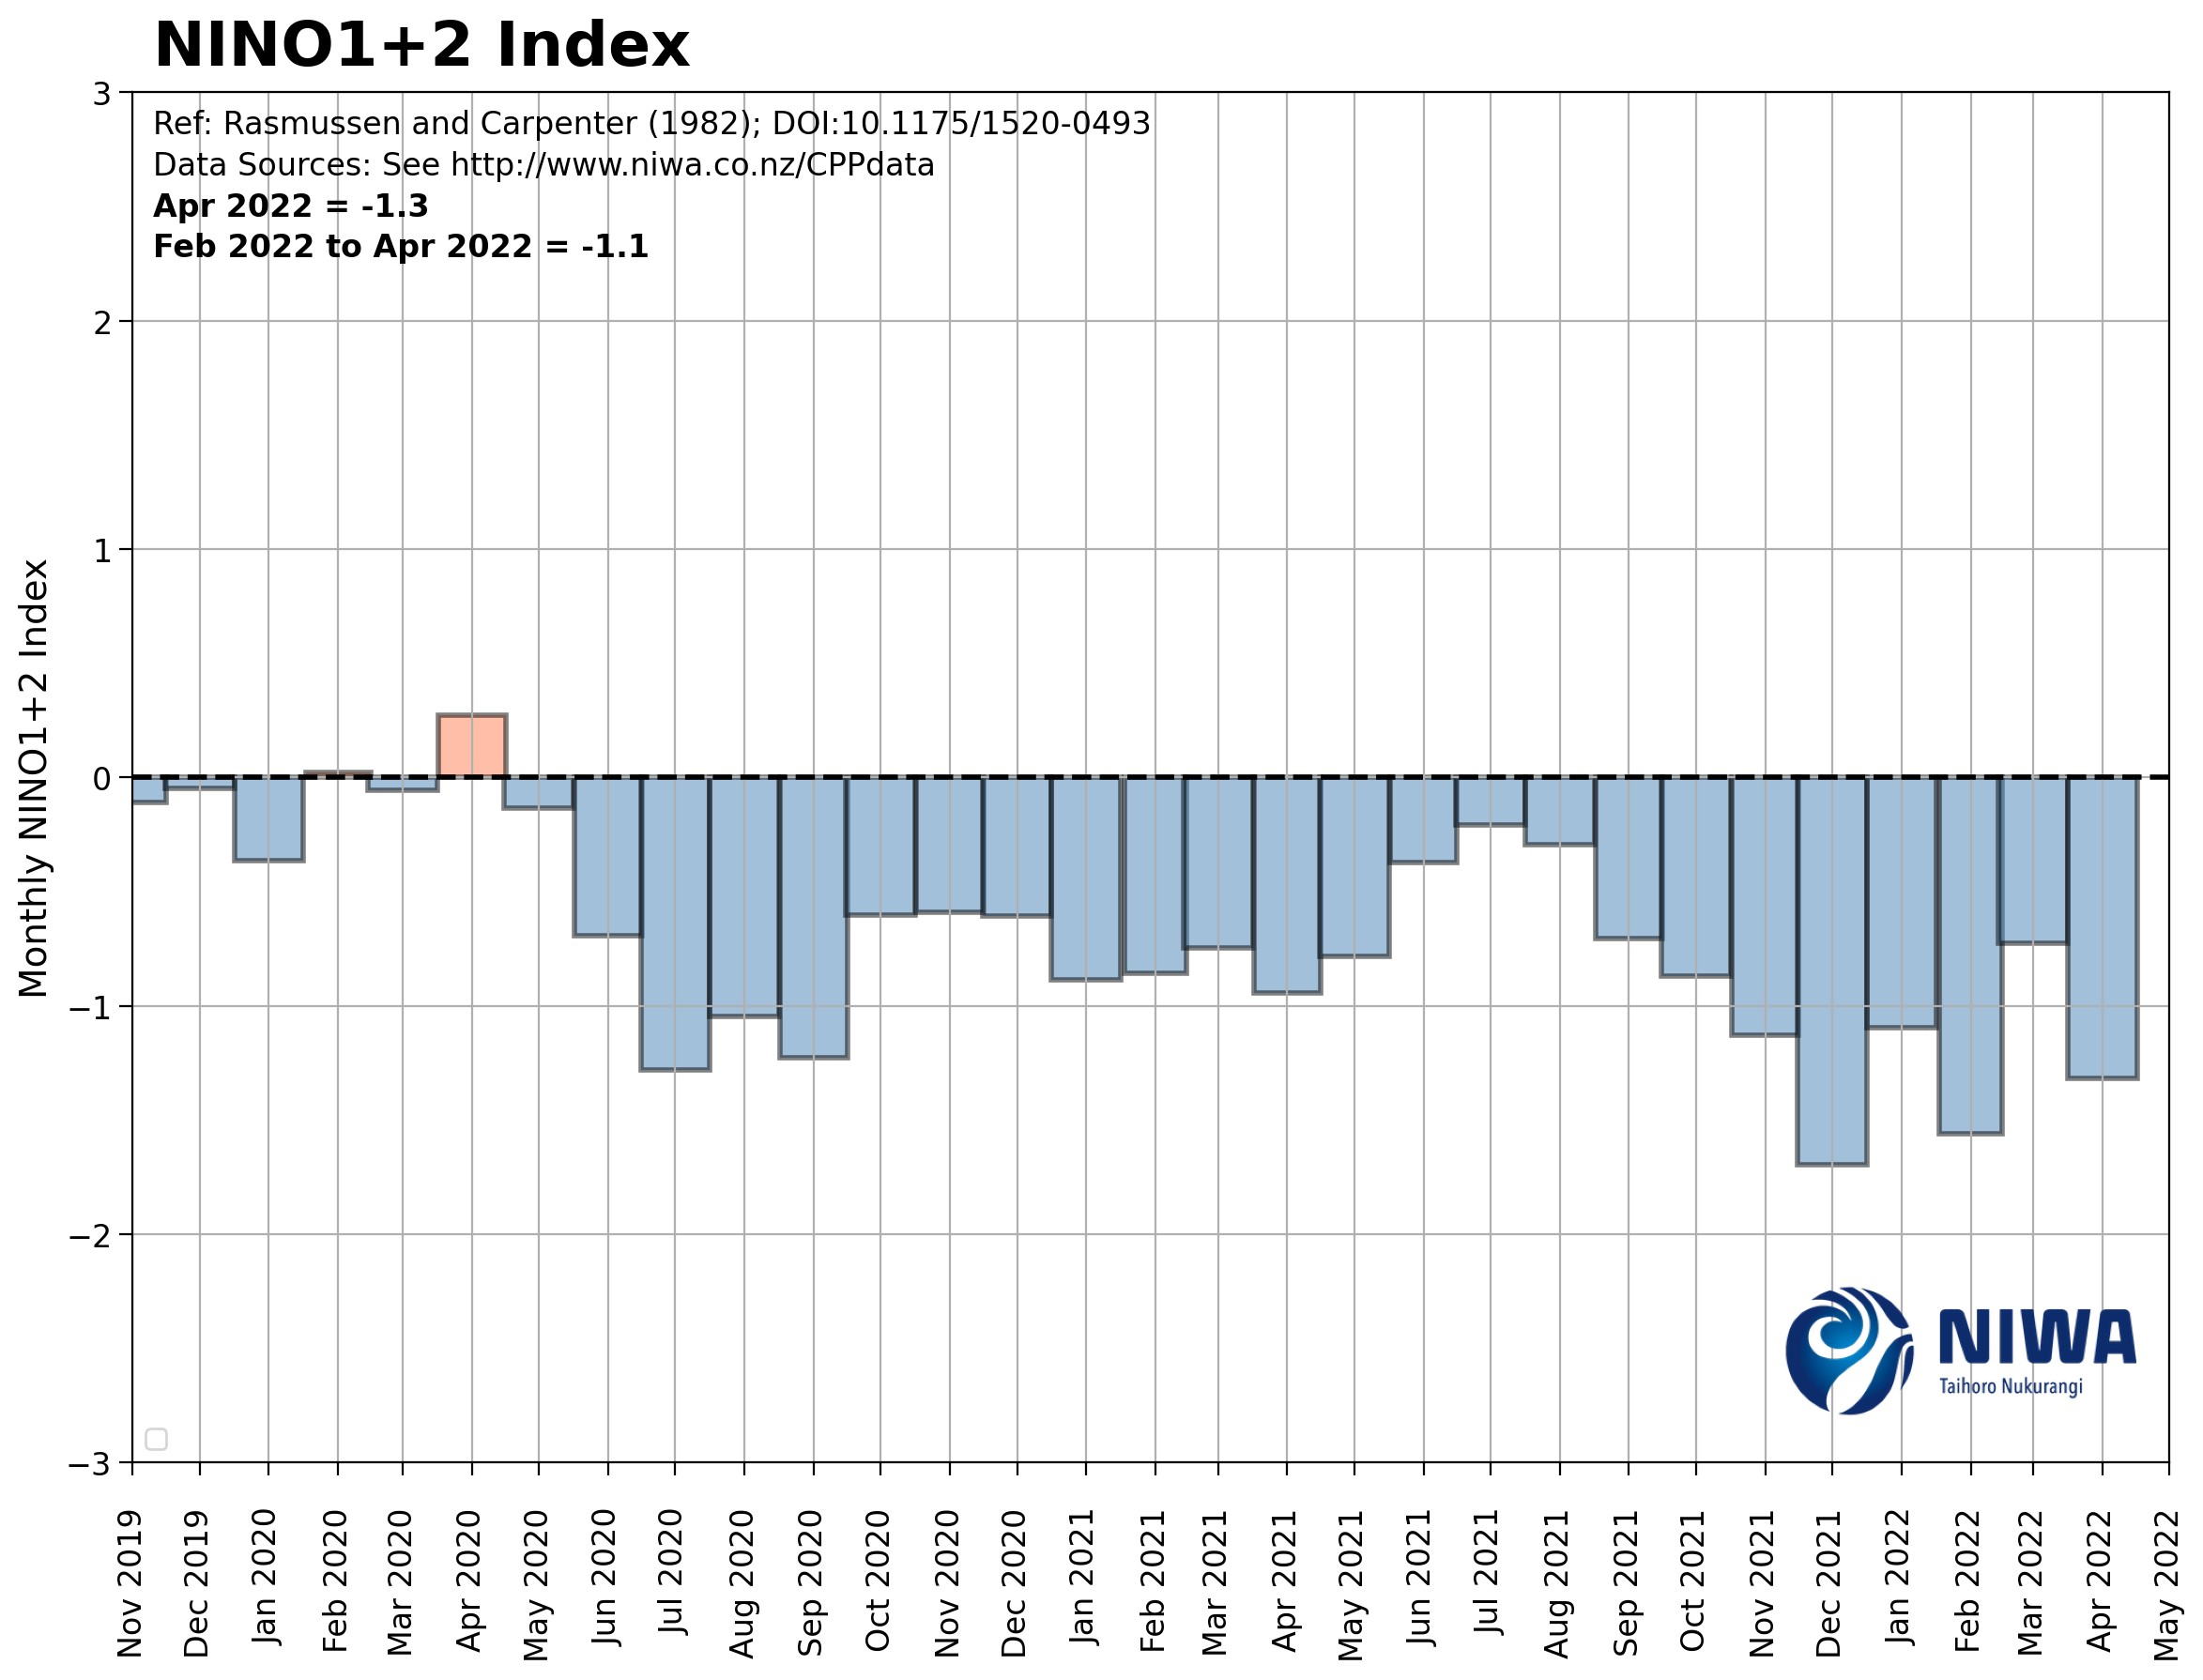 NINO1+2 Index
Ref: Rasmussen and Carpenter (1982); DOI:10.1175/1520-0493
Data Sources: See http://www.niwa.co.nz/CPPdata
Apr 2022 = -1.3
Feb 2022 to Apr 2022 = -1.1
Monthly NINO1+2 Index
3
2
1
0
−1
−2
−3
NIWA
Taihoro Nukurangi
Nov 2019
Dec 2019
Jan 2020
Feb 2020
Mar 2020
Apr 2020
May 2020
Jun 2020
Jul 2020
Aug 2020
Sep 2020
Oct 2020
Nov 2020
Dec 2020
Jan 2021
Feb 2021
Mar 2021
Apr 2021
May 2021
Jun 2021
Jul 2021
Aug 2021
Sep 2021
Oct 2021
Nov 2021
Dec 2021
Jan 2022
Feb 2022
Mar 2022
Apr 2022
May 2022